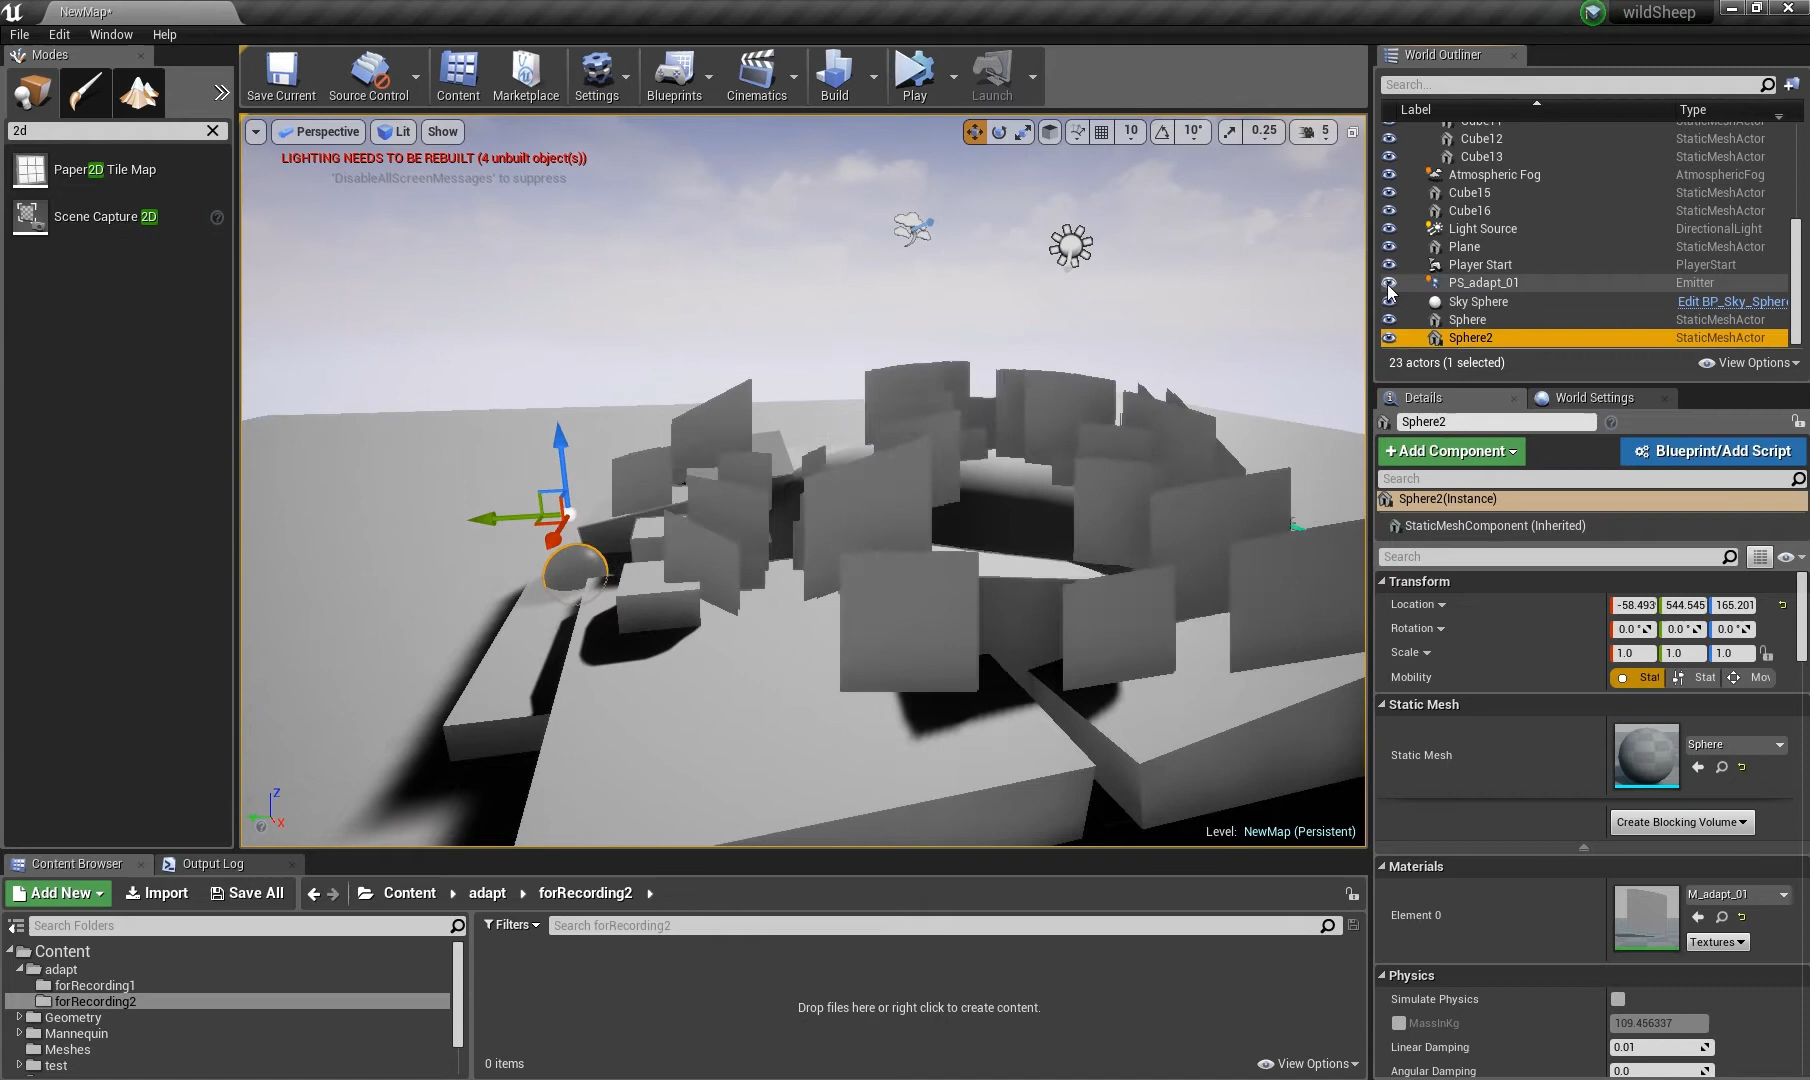 NewMap*
wildSheep
File Edit Window Help
Modes
2d
Paper2D Tile Map
Scene Capture 2D
Save Current
Source Control
Content
Marketplace
Settings
Blueprints
Cinematics
Build
Play
Launch
Perspective
Lit
Show
10
10°
0.25
5
LIGHTING NEEDS TO BE REBUILT (4 unbuilt object(s))
'DisableAllScreenMessages' to suppress
Z
X
Level: NewMap (Persistent)
World Outliner
Search...
Label Type
Cube11 StaticMeshActor
Cube12 StaticMeshActor
Cube13 StaticMeshActor
Atmospheric Fog AtmosphericFog
Cube15 StaticMeshActor
Cube16 StaticMeshActor
Light Source DirectionalLight
Plane StaticMeshActor
Player Start PlayerStart
PS_adapt_01 Emitter
Sky Sphere Edit BP_Sky_Sphere
Sphere StaticMeshActor
Sphere2 StaticMeshActor
23 actors (1 selected)
View Options
Details
World Settings
Sphere2
+Add Component
Blueprint/Add Script
Search
Sphere2(Instance)
StaticMeshComponent (Inherited)
Search
Transform
Location -58.493 544.545 165.201
Rotation 0.0 ° 0.0 ° 0.0 °
Scale 1.0 1.0 1.0
Mobility Stat Stat Mov
Static Mesh
Static Mesh
Sphere
Create Blocking Volume
Materials
Element 0
M_adapt_01
Textures
Physics
Simulate Physics
MassInKg 109.456337
Linear Damping 0.01
Angular Damping 0.0
Content Browser
Output Log
Add New
Import
Save All
Content
adapt
forRecording2
Search Folders
Filters
Search forRecording2
Content
adapt
forRecording1
forRecording2
Geometry
Mannequin
Meshes
test
Drop files here or right click to create content.
0 items
View Options